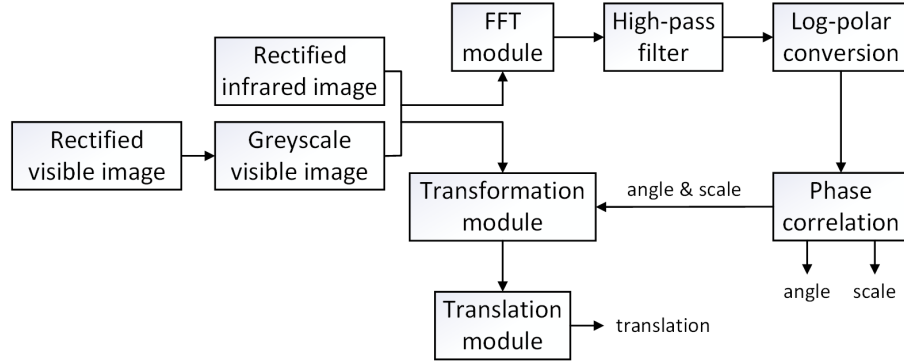 FFT
module
High-pass
filter
Log-polar
conversion
Rectified
infrared image
Rectified
visible image
Greyscale
visible image
Transformation
module
angle & scale
Phase
correlation
angle
scale
Translation
module
translation